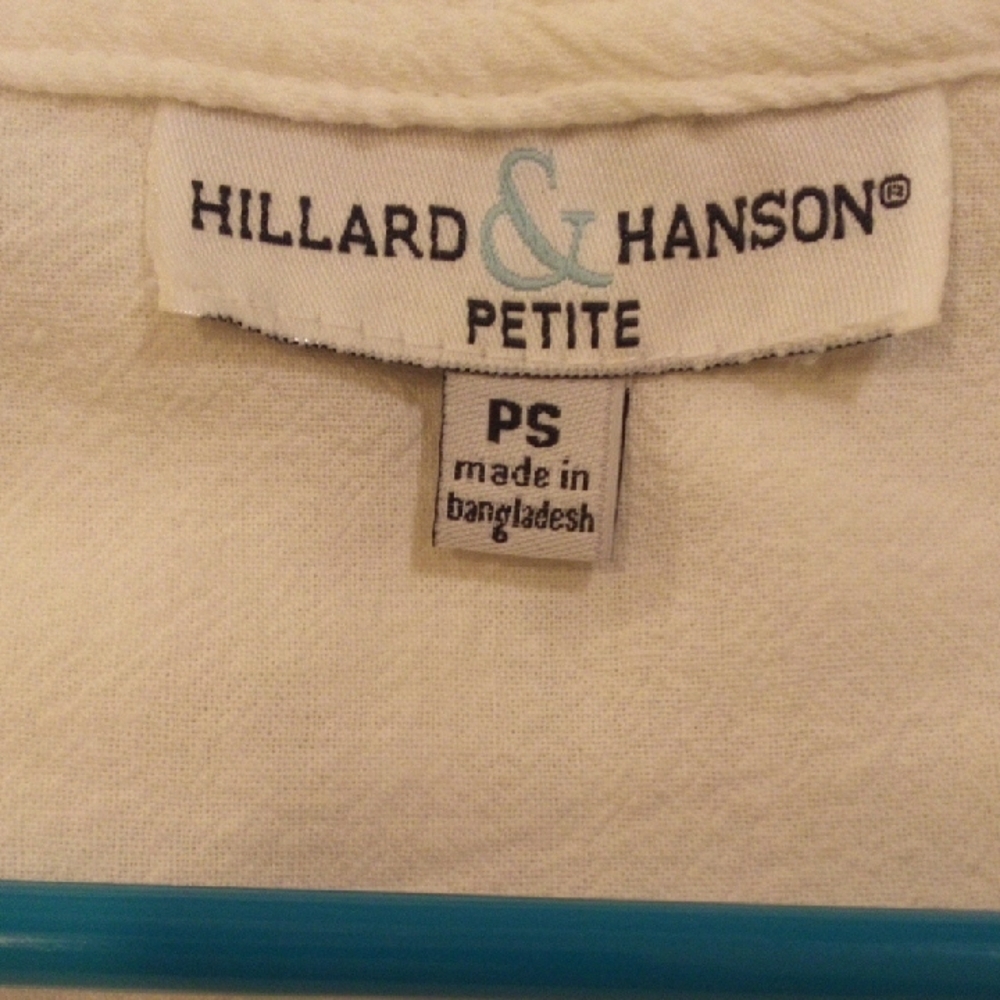 HILLARD & HANSON®
PETITE
PS
made in
bangladesh